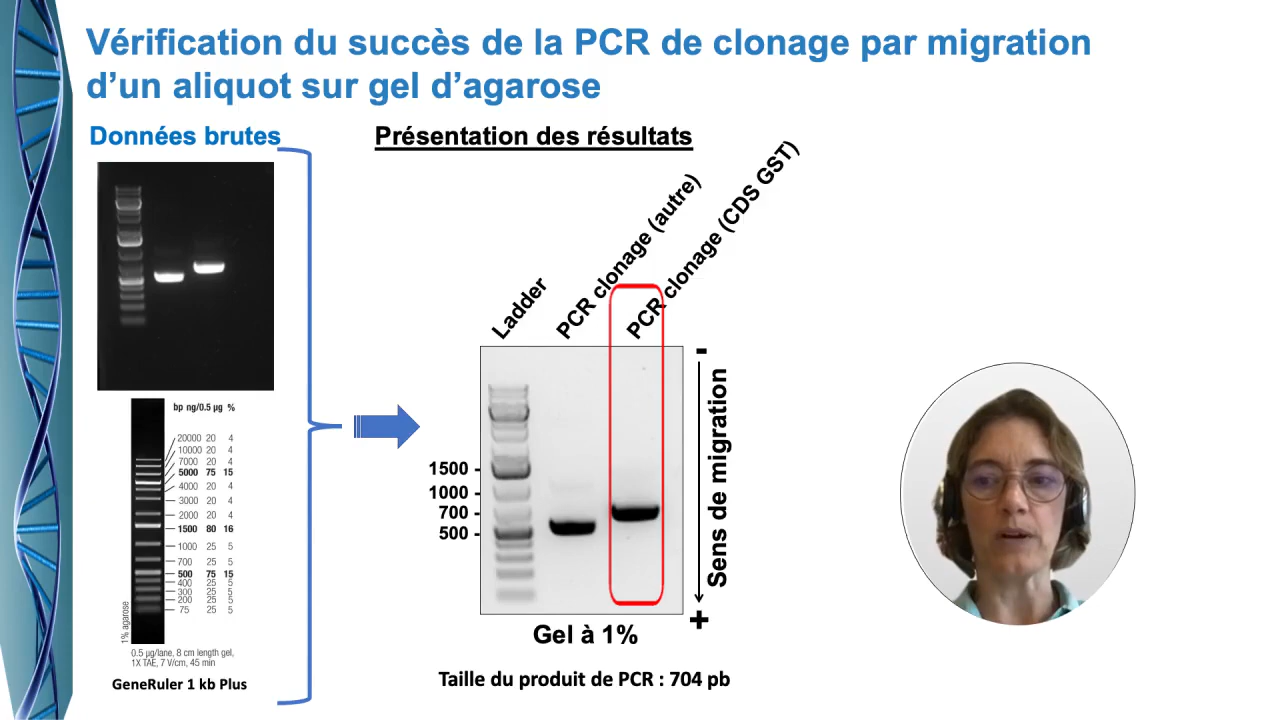 Vérification du succès de la PCR de clonage par migration
d’un aliquot sur gel d’agarose
Données brutes
Présentation des résultats
bp ng/0.5 µg %
20000 20 4
10000 20 4
7000 20 4
5000 75 15
4000 20 4
3000 20 4
2000 20 4
1500 80 16
1000 25 5
700 25 5
500 75 15
400 25 5
300 25 5
200 25 5
75 25 5
1% agarose
0.5 µg/lane, 8 cm length gel,
1X TAE, 7 V/cm, 45 min
GeneRuler 1 kb Plus
Ladder
PCR clonage (autre)
PCR clonage (CDS GST)
1500 -
1000 -
700 -
500 -
-
Sens de migration
+
Gel à 1%
Taille du produit de PCR : 704 pb